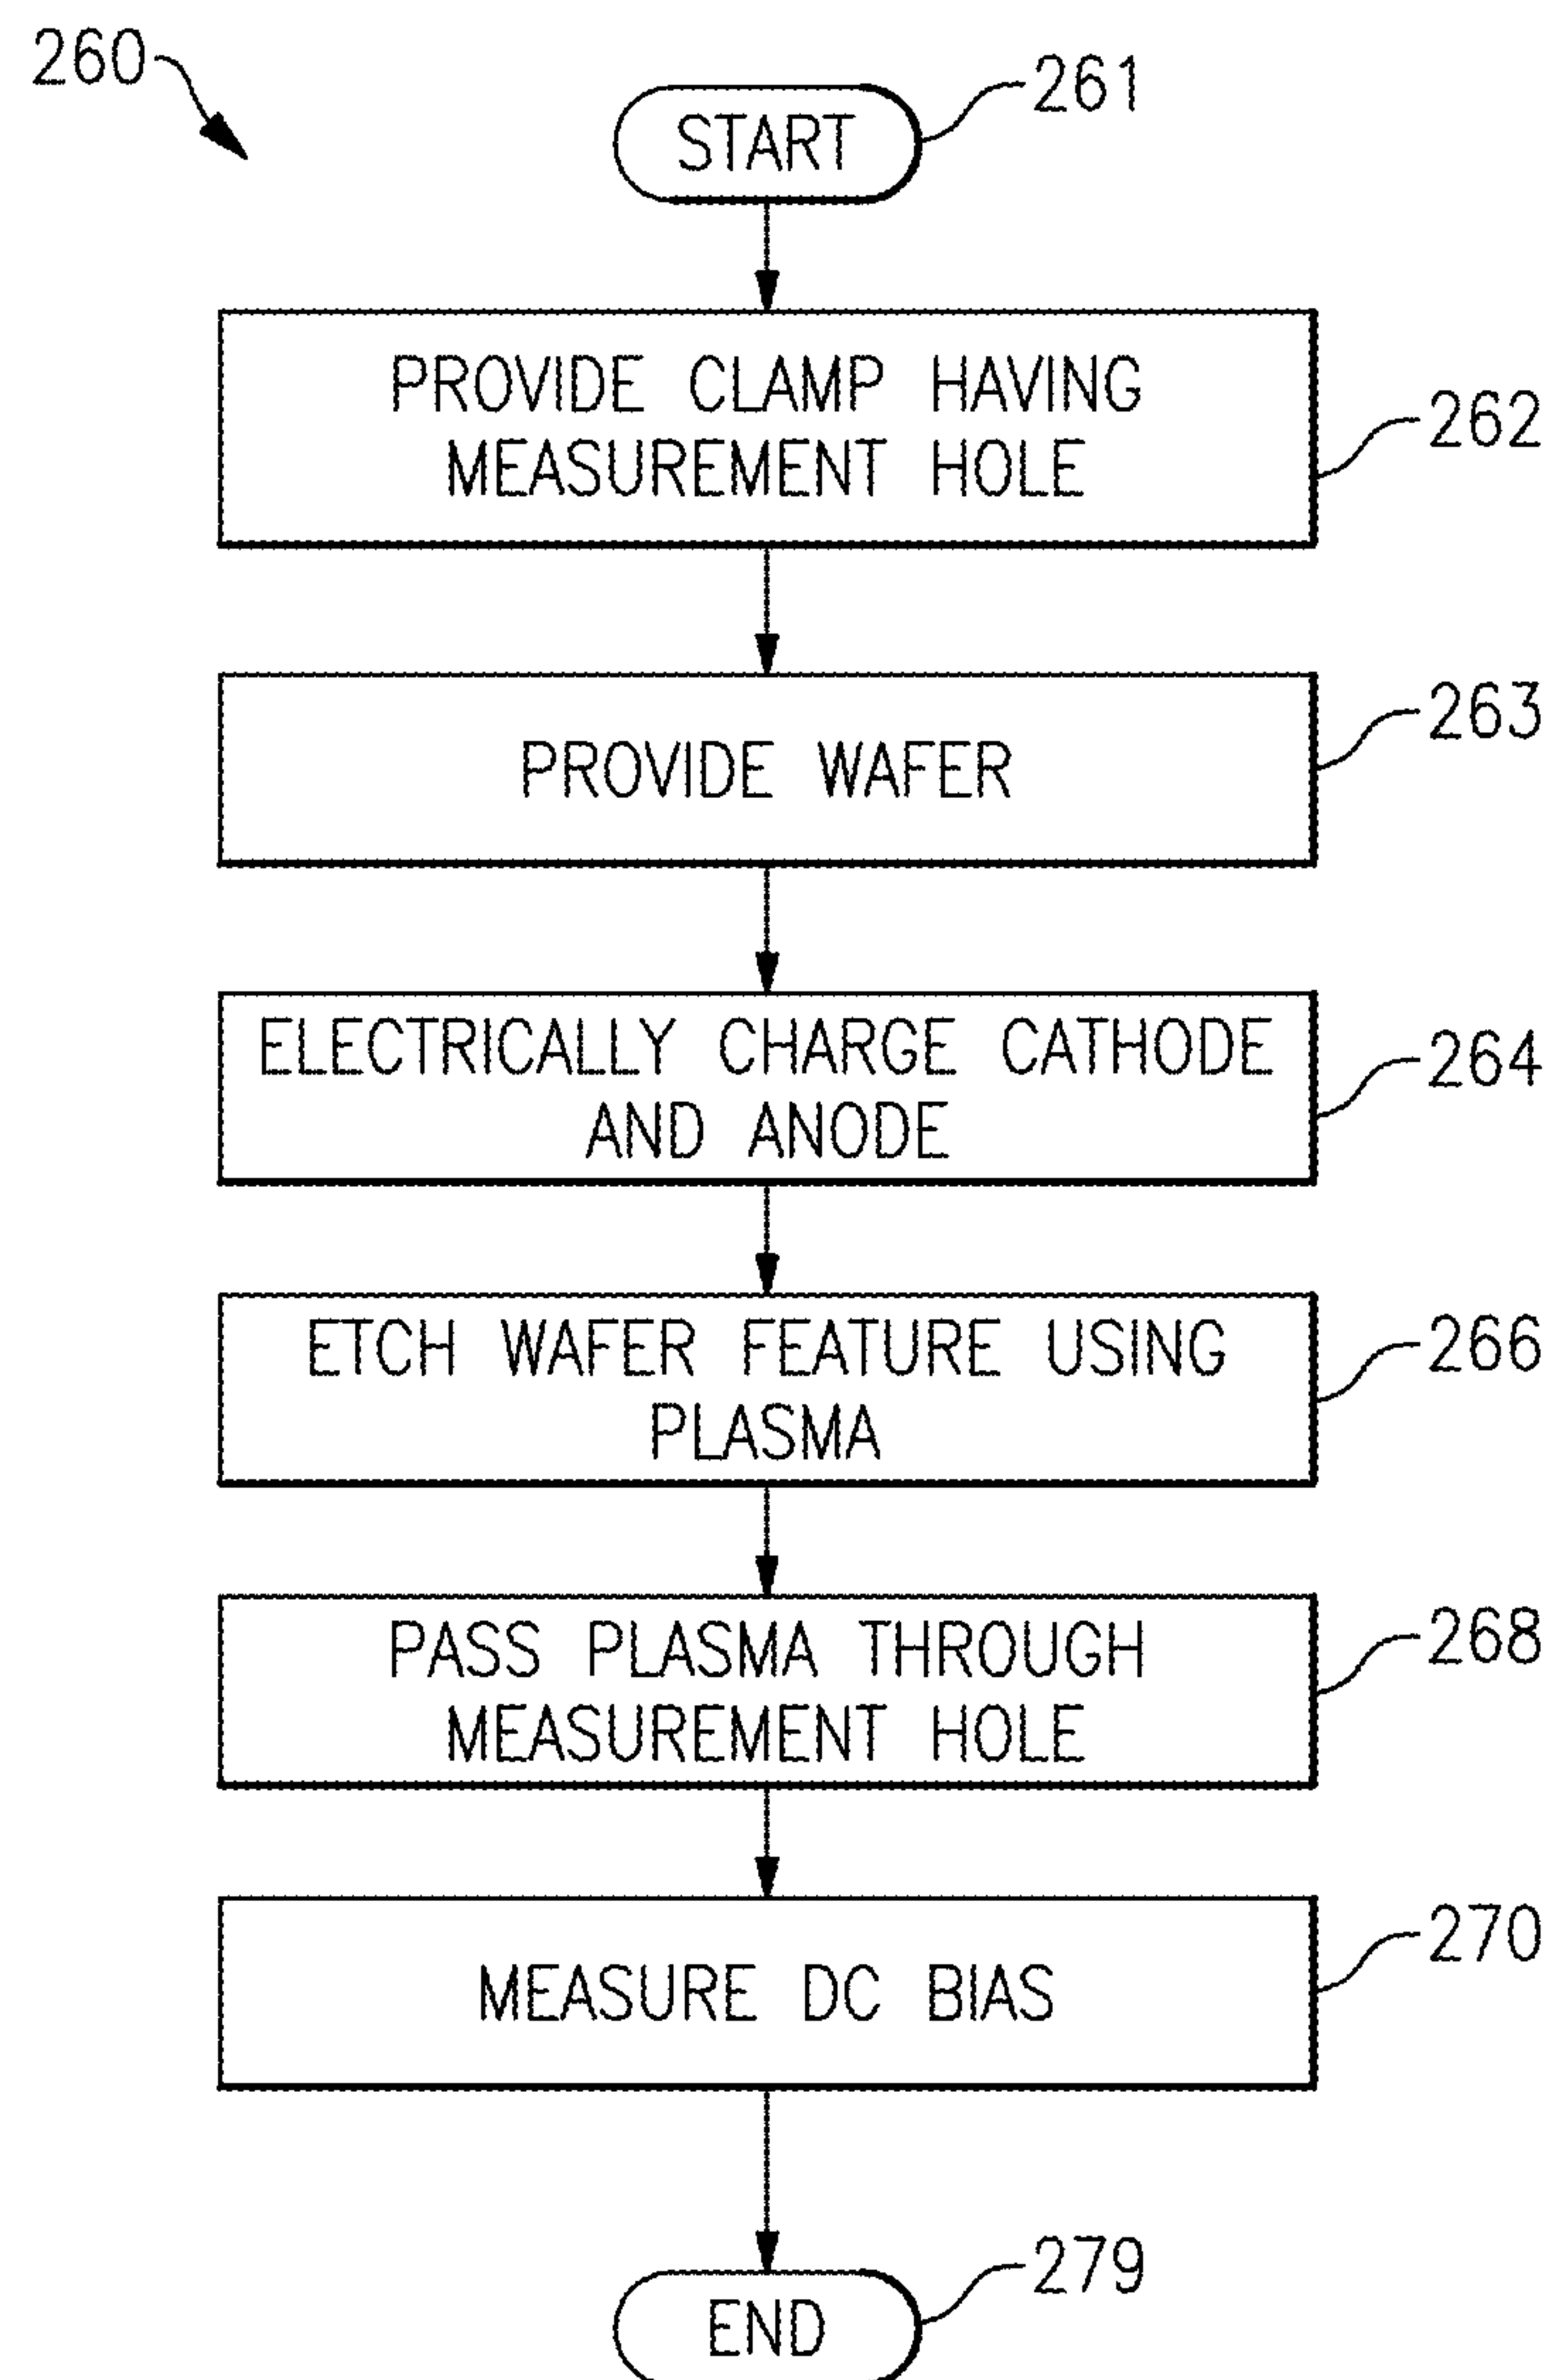 260
START
261
PROVIDE CLAMP HAVING
MEASUREMENT HOLE
262
PROVIDE WAFER
263
ELECTRICALLY CHARGE CATHODE
AND ANODE
264
ETCH WAFER FEATURE USING
PLASMA
266
PASS PLASMA THROUGH
MEASUREMENT HOLE
268
MEASURE DC BIAS
270
END
279